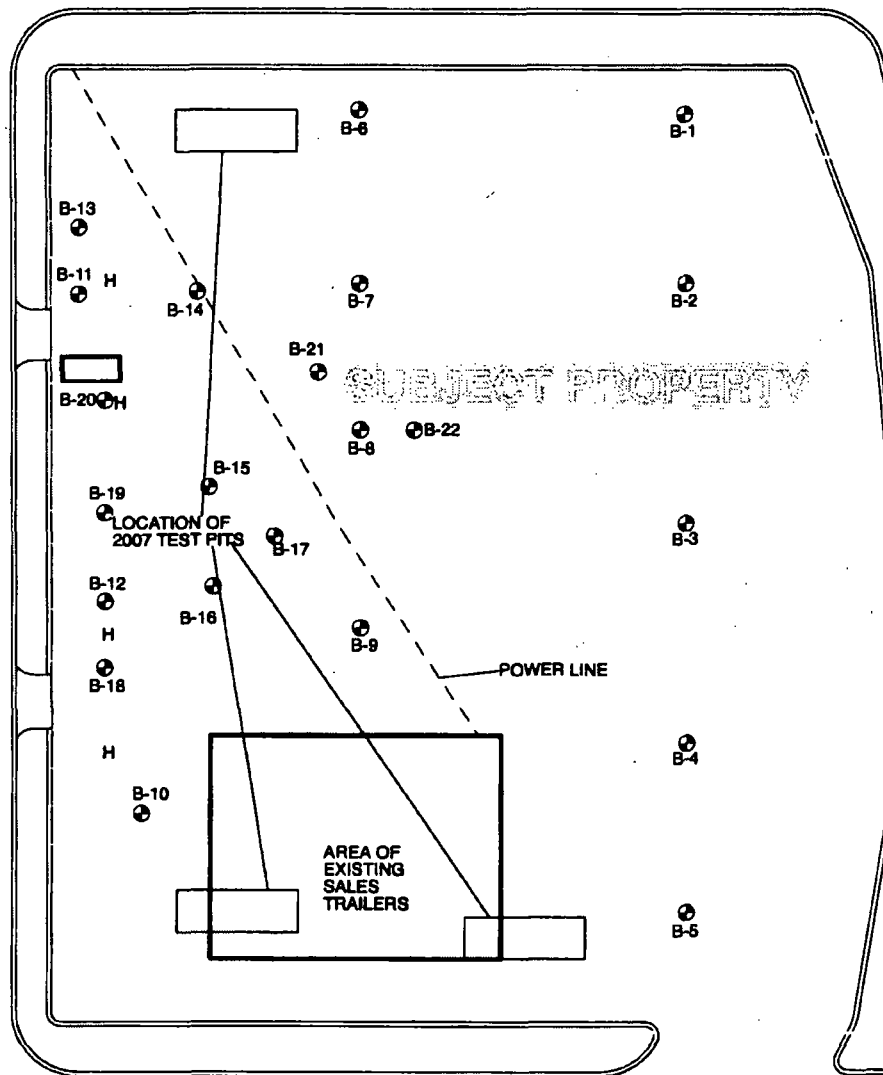 B-6
B-1
B-13
B-11
H
B-14
B-7
B-2
B-21
SUBJECT PROPERTY
B-20
H
B-8
B-22
B-15
B-19
LOCATION OF
2007 TEST PITS
B-17
B-3
B-12
B-16
H
B-9
B-18
POWER LINE
H
B-4
B-10
AREA OF
EXISTING
SALES
TRAILERS
B-5